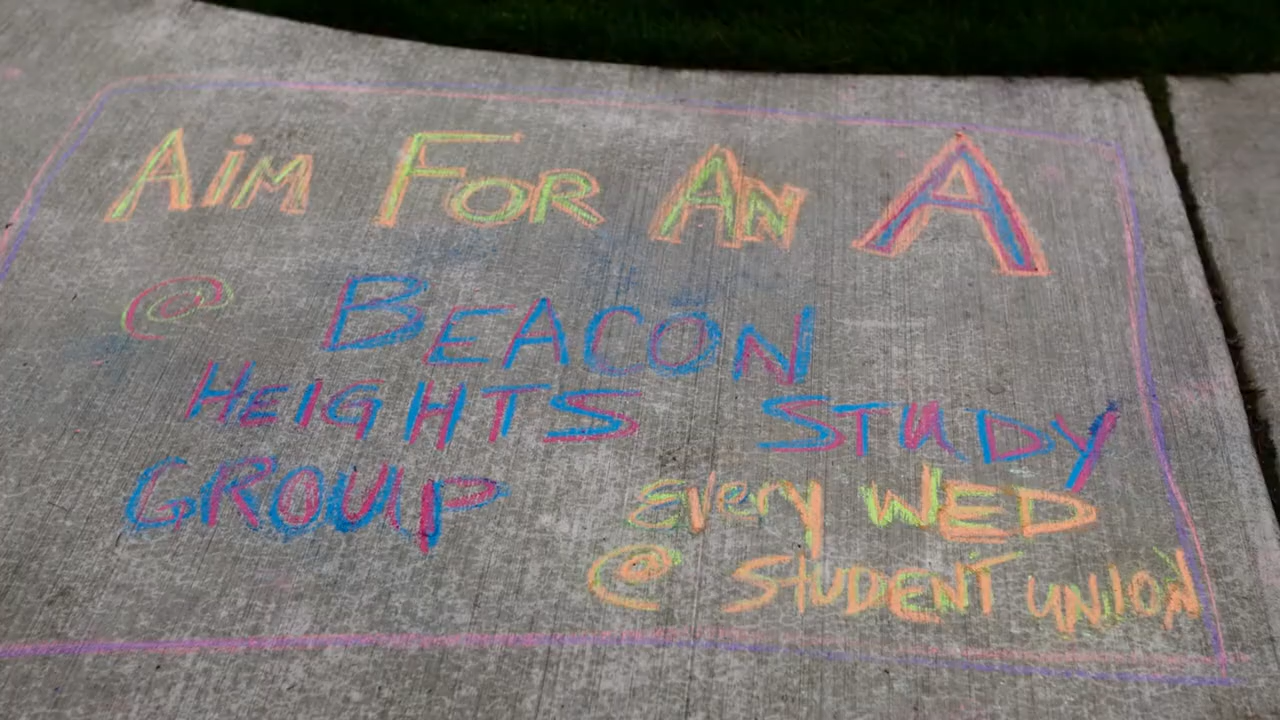 Aim For An A
@ BEACON
HEIGHTS STUDY
GROUP every WED
@ STUDENT UNION